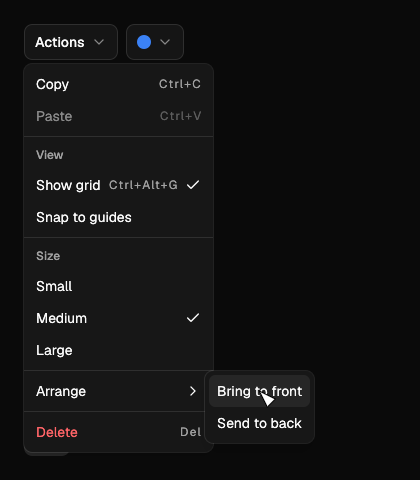 Actions
Copy Ctrl+C
Paste Ctrl+V
View
Show grid Ctrl+Alt+G
Snap to guides
Size
Small
Medium
Large
Arrange
Bring to front
Send to back
Delete Del